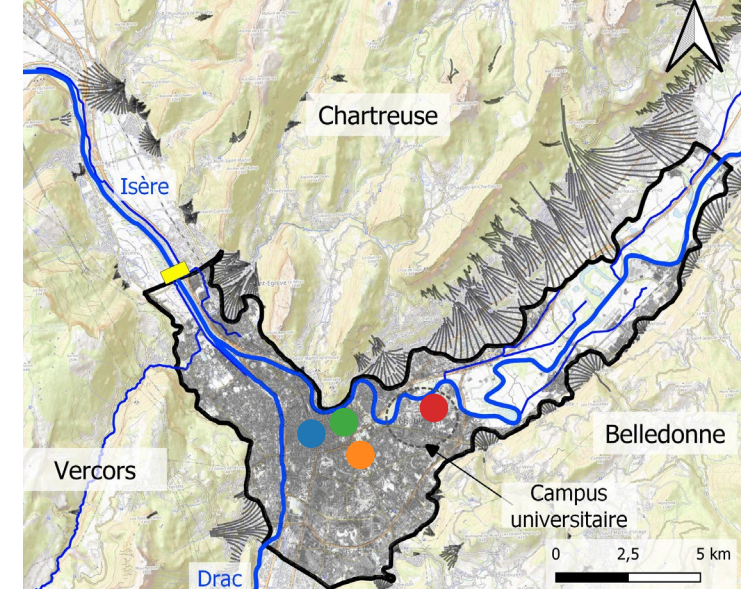 Chartreuse
Isère
Belledonne
Vercors
Campus
universitaire
0 2,5 5 km
Drac